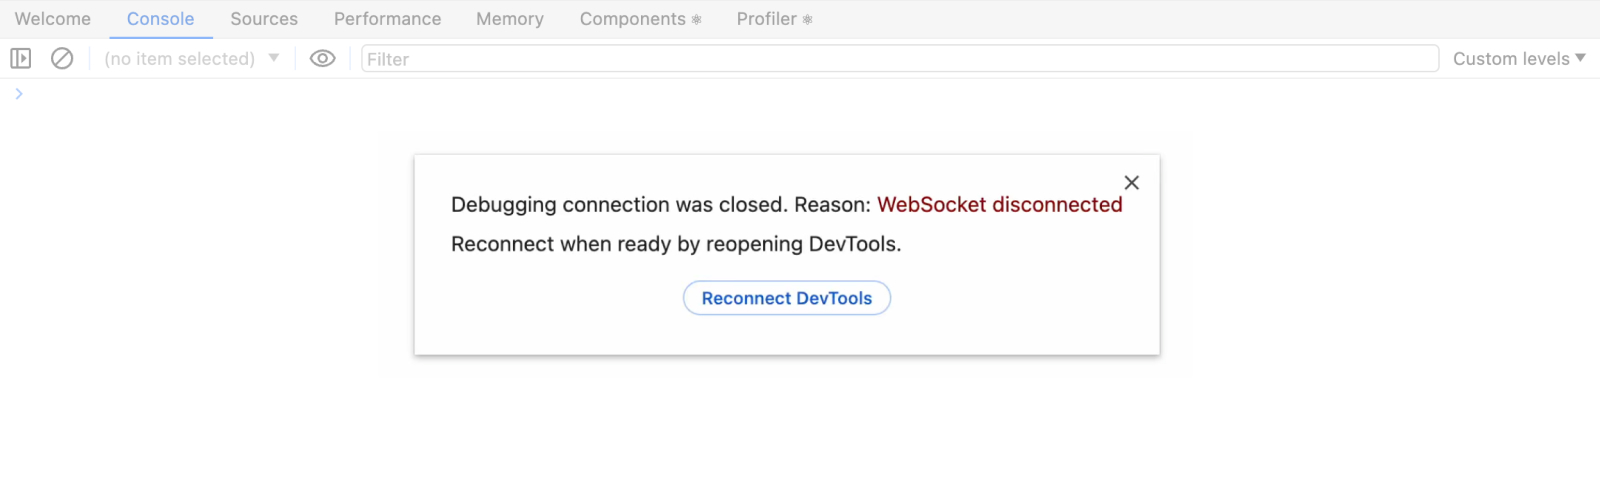 Welcome Console Sources Performance Memory Components ⚛ Profiler ⚛
(no item selected) ▼ Filter Custom levels ▼
Debugging connection was closed. Reason: WebSocket disconnected
Reconnect when ready by reopening DevTools.
Reconnect DevTools